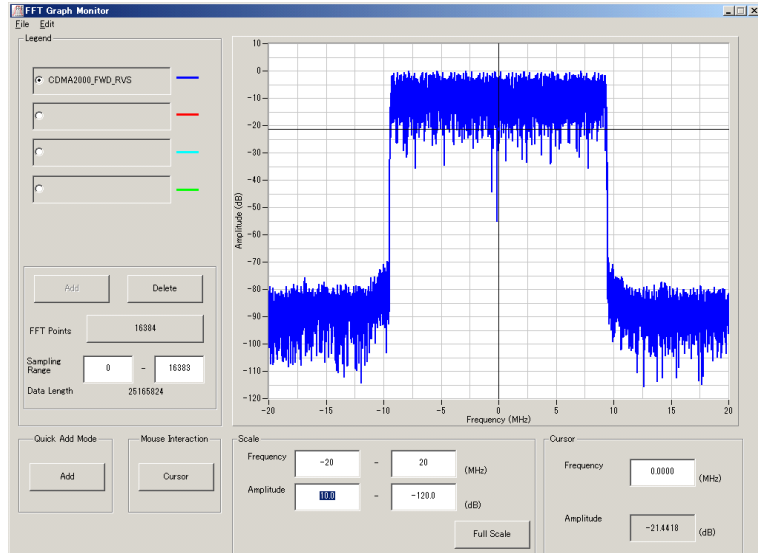 FFT Graph Monitor
File Edit
Legend
CDMA2000_FWD_RVS
Add Delete
FFT Points 16384
Sampling Range 0 - 16383
Data Length 25165824
Quick Add Mode
Add
Mouse Interaction
Cursor
10
0
-10
-20
-30
-40
-50
-60
-70
-80
-90
-100
-110
-120
Amplitude (dB)
-20 -15 -10 -5 0 5 10 15 20
Frequency (MHz)
Scale
Frequency -20 - 20 (MHz)
Amplitude 10.0 - -120.0 (dB)
Full Scale
Cursor
Frequency 0.0000 (MHz)
Amplitude -21.4418 (dB)